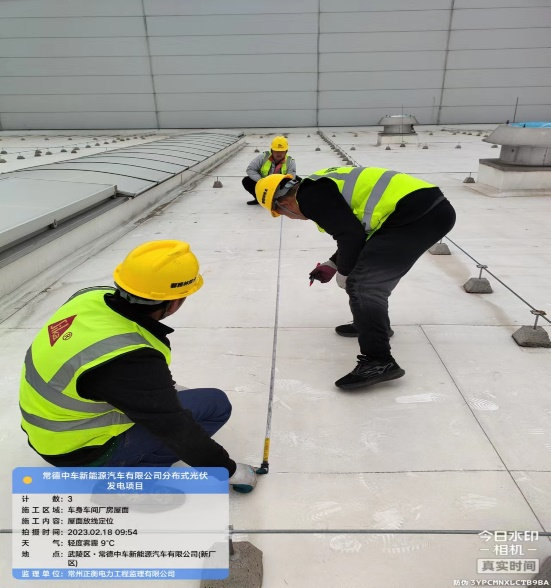 常德中车新能源汽车有限公司分布式光伏
发电项目
计 数：3
施工区域：车身车间厂房屋面
施工内容：屋面放线定位
拍摄时间：2023.02.18 09:54
天 气：轻度雾霾 9℃
地 点：武陵区·常德中车新能源汽车有限公司(新厂
区)
监理单位：常州正衡电力工程监理有限公司
今日水印
-相机-
真实时间
防伪 3YPCMNXLCTB9BA